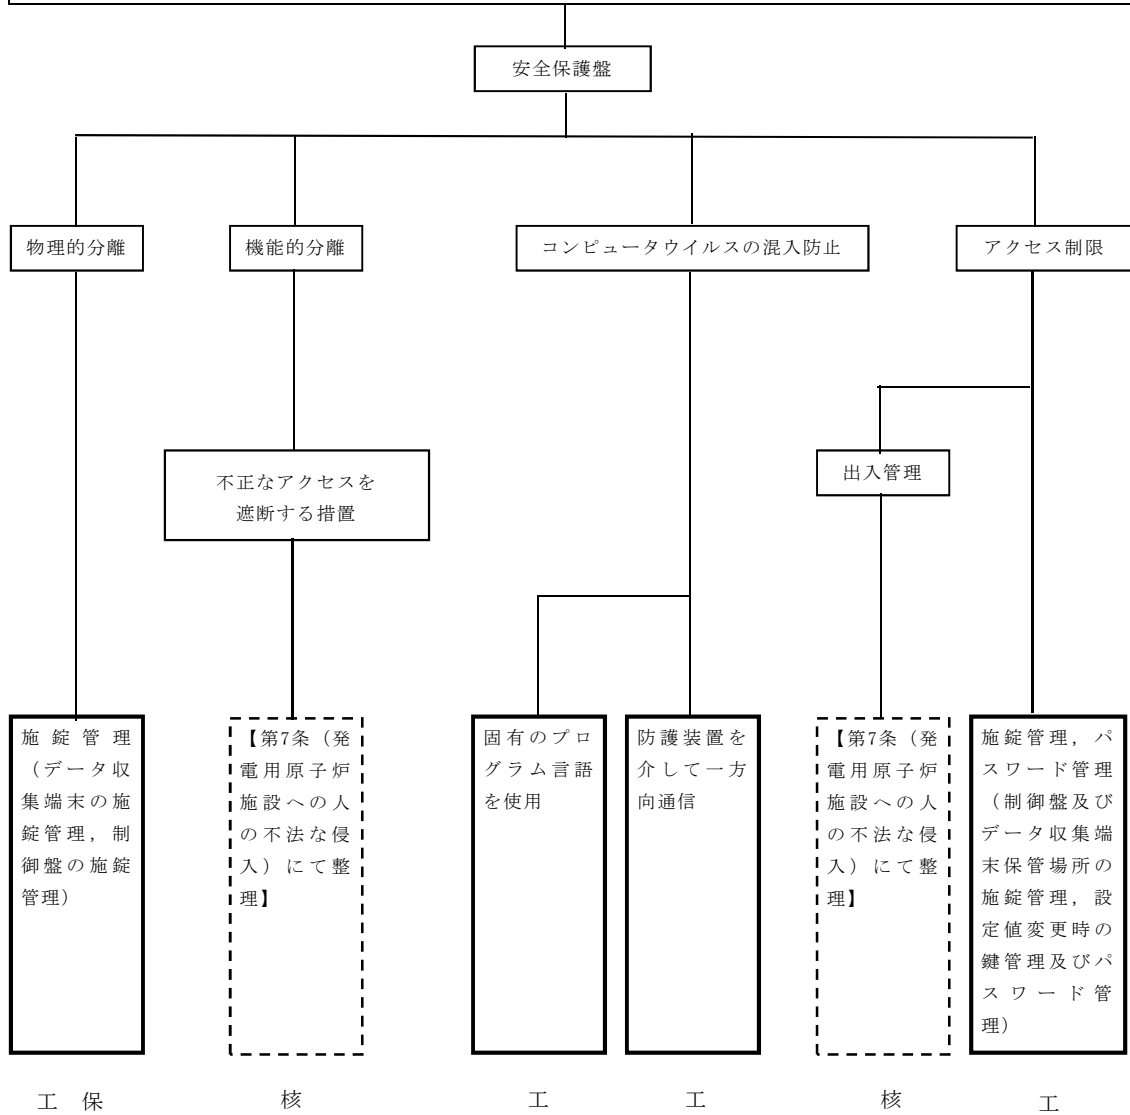 安全保護盤
物理的分離
機能的分離
コンピュータウイルスの混入防止
アクセス制限
不正なアクセスを
遮断する措置
出入管理
施錠管理
（データ収
集端末の施
錠管理，制
御盤の施錠
管理）
【第7条（発
電用原子炉
施設への人
の不法な侵
入）にて整
理】
固有のプロ
グラム言語
を使用
防護装置を
介して一方
向通信
【第7条（発
電用原子炉
施設への人
の不法な侵
入）にて整
理】
施錠管理，パ
スワード管理
（制御盤及び
データ収集端
末保管場所の
施錠管理，設
定値変更時の
鍵管理及びパ
スワード管
理）
工 保
核
工
工
核
工